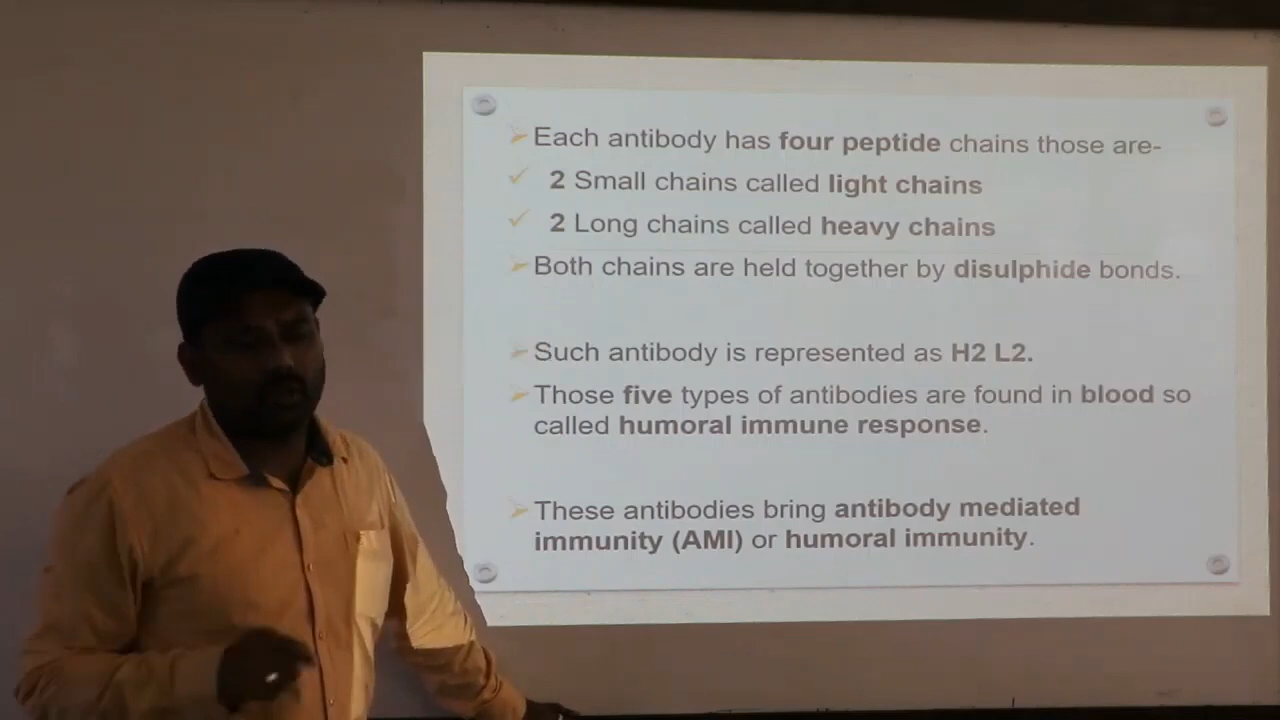 Each antibody has four peptide chains those are-
2 Small chains called light chains
2 Long chains called heavy chains
Both chains are held together by disulphide bonds.
Such antibody is represented as H2 L2.
Those five types of antibodies are found in blood so
called humoral immune response.
These antibodies bring antibody mediated
immunity (AMI) or humoral immunity.